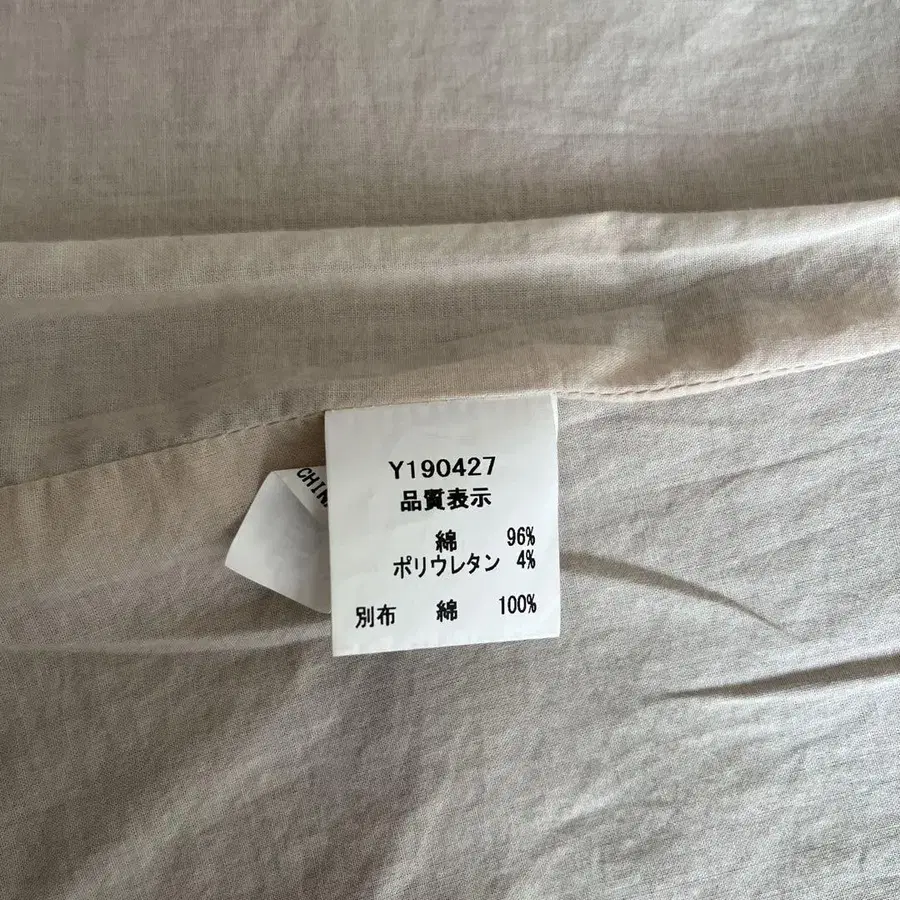 Y190427
品質表示
綿 96%
ポリウレタン 4%
別布 綿 100%